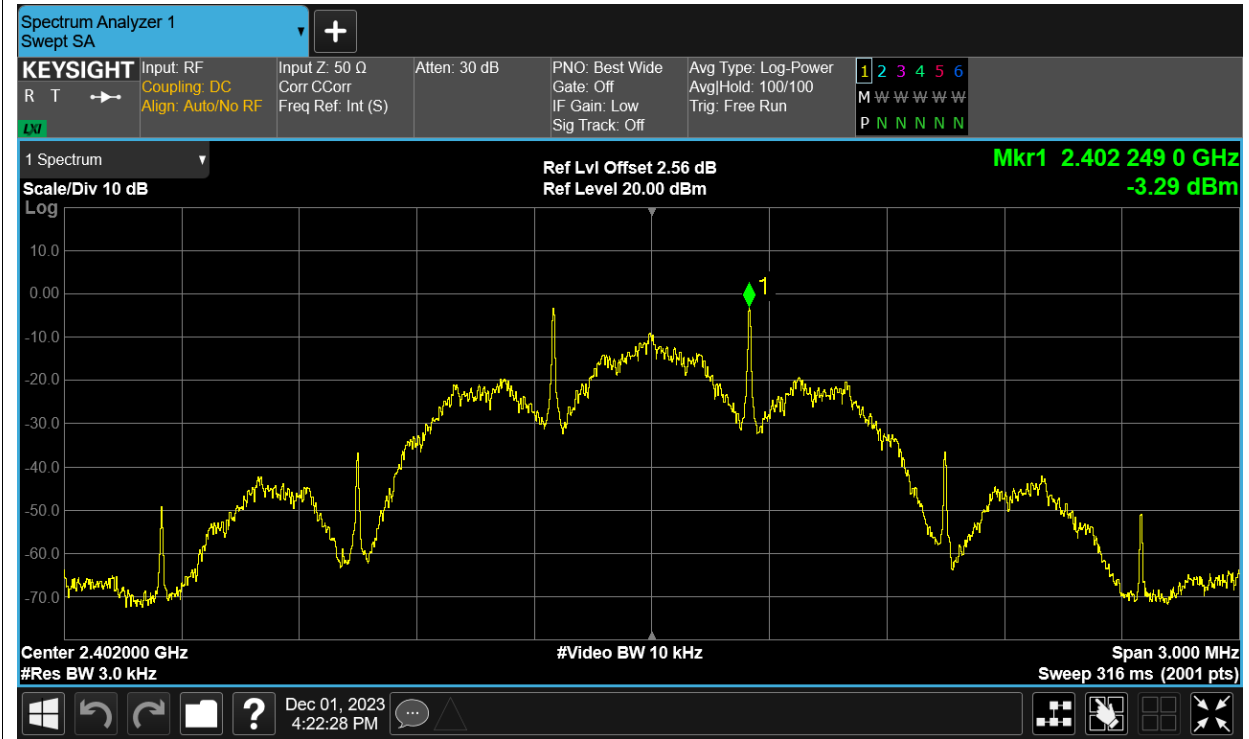 Spectrum Analyzer 1
Swept SA
+
KEYSIGHT
R T
LXI
Input: RF
Coupling: DC
Align: Auto/No RF
Input Z: 50 Ω
Corr CCorr
Freq Ref: Int (S)
Atten: 30 dB
PNO: Best Wide
Gate: Off
IF Gain: Low
Sig Track: Off
Avg Type: Log-Power
Avg|Hold: 100/100
Trig: Free Run
1 2 3 4 5 6
M W W W W W
P N N N N N
1 Spectrum
Scale/Div 10 dB
Log
Ref Lvl Offset 2.56 dB
Ref Level 20.00 dBm
Mkr1 2.402 249 0 GHz
-3.29 dBm
10.0
0.00
-10.0
-20.0
-30.0
-40.0
-50.0
-60.0
-70.0
1
Center 2.402000 GHz
#Res BW 3.0 kHz
#Video BW 10 kHz
Span 3.000 MHz
Sweep 316 ms (2001 pts)
?
Dec 01, 2023
4:22:28 PM